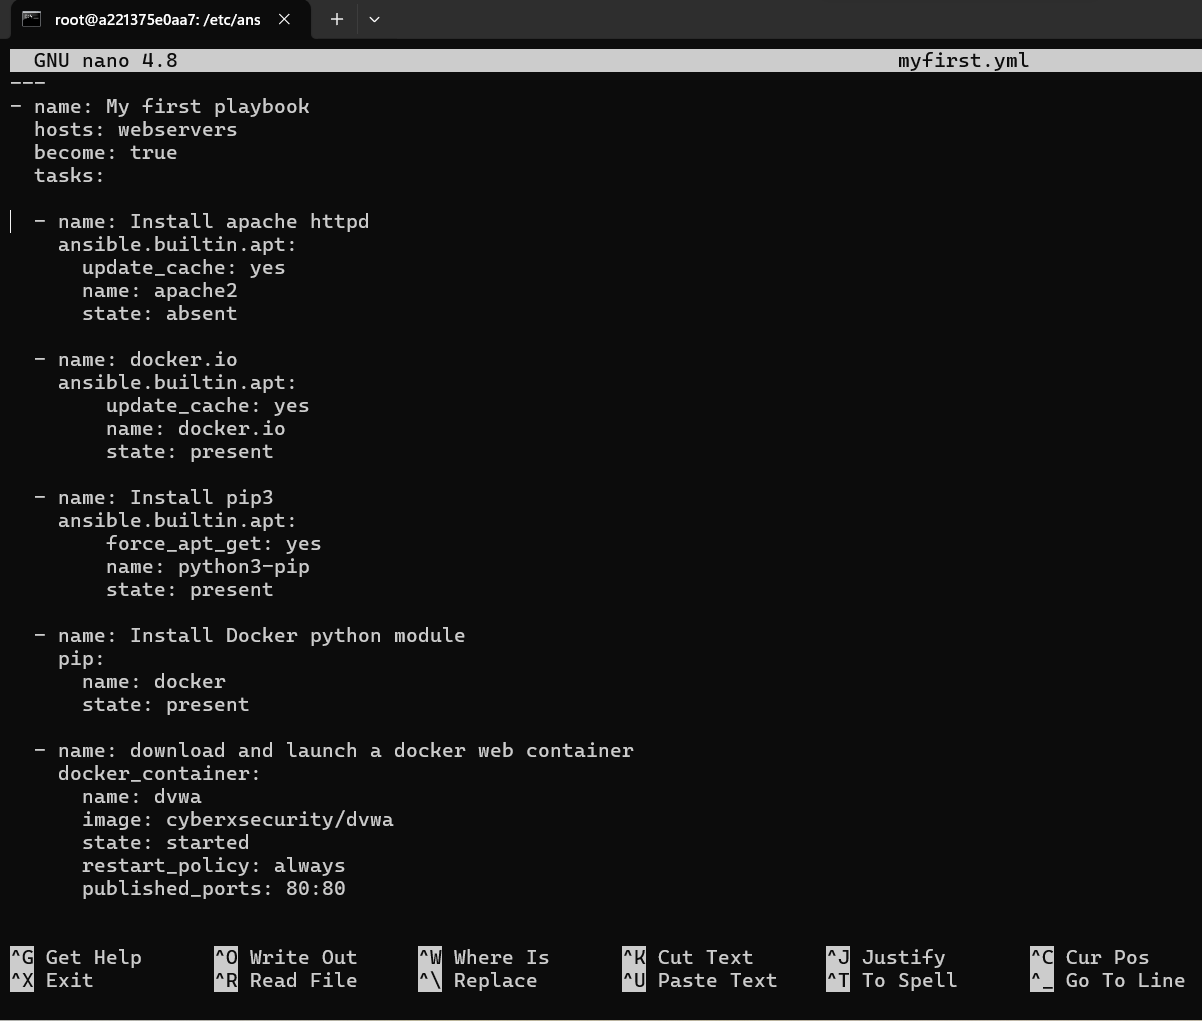 root@a221375e0aa7: /etc/ans
GNU nano 4.8 myfirst.yml
---
- name: My first playbook
  hosts: webservers
  become: true
  tasks:

  - name: Install apache httpd
    ansible.builtin.apt:
      update_cache: yes
      name: apache2
      state: absent

  - name: docker.io
    ansible.builtin.apt:
        update_cache: yes
        name: docker.io
        state: present

  - name: Install pip3
    ansible.builtin.apt:
        force_apt_get: yes
        name: python3-pip
        state: present

  - name: Install Docker python module
    pip:
      name: docker
      state: present

  - name: download and launch a docker web container
    docker_container:
      name: dvwa
      image: cyberxsecurity/dvwa
      state: started
      restart_policy: always
      published_ports: 80:80

^G Get Help ^O Write Out ^W Where Is ^K Cut Text ^J Justify ^C Cur Pos
^X Exit ^R Read File ^\ Replace ^U Paste Text ^T To Spell ^_ Go To Line